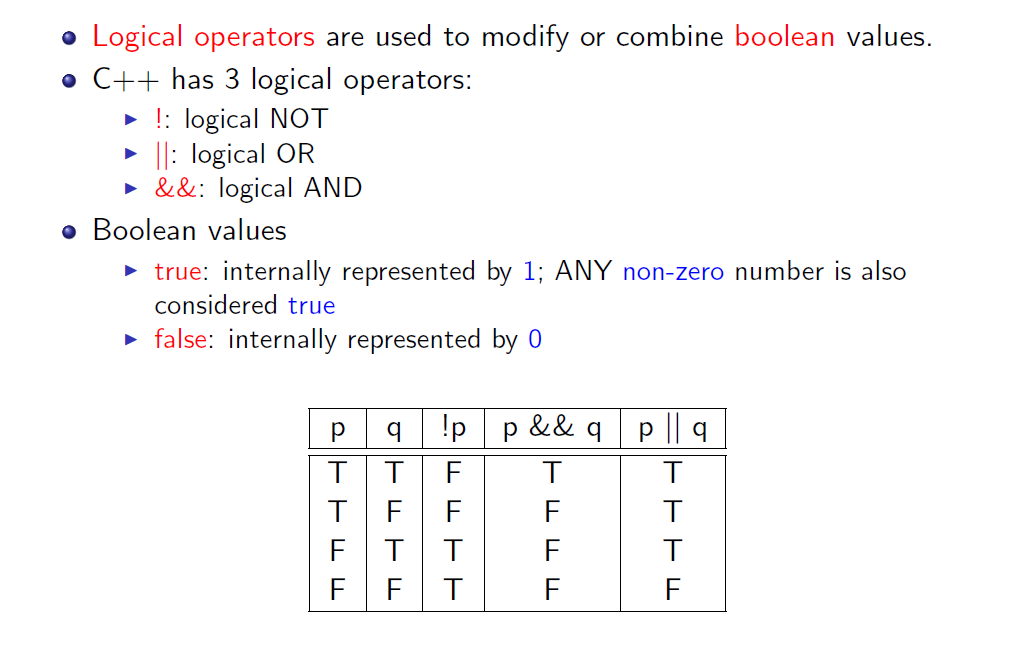 Logical operators are used to modify or combine boolean values.
C++ has 3 logical operators:
!: logical NOT
||: logical OR
&&: logical AND
Boolean values
true: internally represented by 1; ANY non-zero number is also
considered true
false: internally represented by 0
p q !p p && q p || q
T T F T T
T F F F T
F T T F T
F F T F F